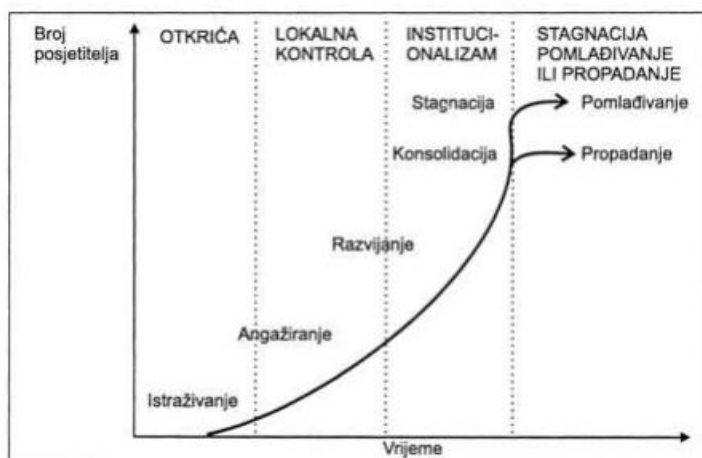 Broj
posjetitelja
OTKRIĆA
LOKALNA
KONTROLA
INSTITUCI-
ONALIZAM
STAGNACIJA
POMLAĐIVANJE
ILI PROPADANJE
Stagnacija
Pomlađivanje
Konsolidacija
Propadanje
Razvijanje
Angažiranje
Istraživanje
Vrijeme